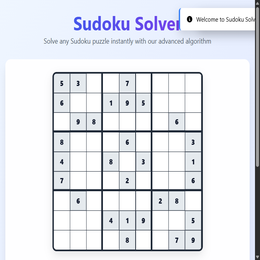 Sudoku Solver
Welcome to Sudoku Solv
Solve any Sudoku puzzle instantly with our advanced algorithm
5 3 7
6 1 9 5
9 8 6
8 6 3
4 8 3 1
7 2 6
6 2 8
4 1 9 5
8 7 9